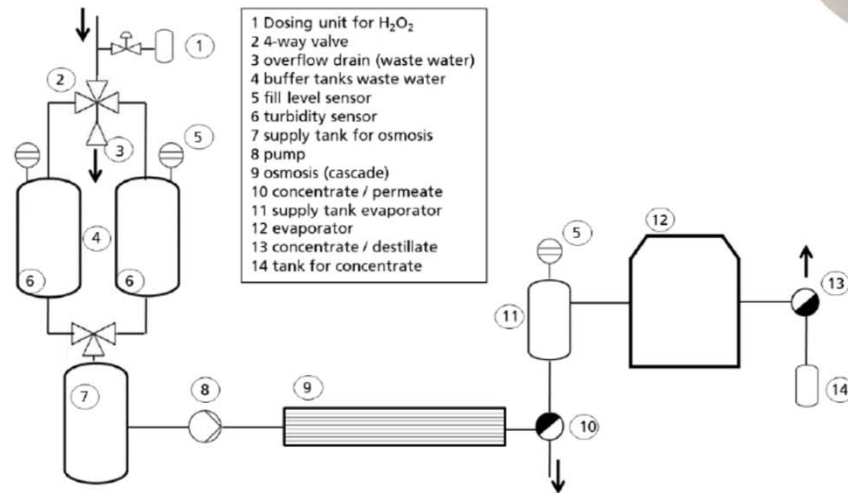 1 Dosing unit for H₂O₂
2 4-way valve
3 overflow drain (waste water)
4 buffer tanks waste water
5 fill level sensor
6 turbidity sensor
7 supply tank for osmosis
8 pump
9 osmosis (cascade)
10 concentrate / permeate
11 supply tank evaporator
12 evaporator
13 concentrate / destillate
14 tank for concentrate
1
2
3
5
4
6
6
7
8
9
10
11
5
12
13
14